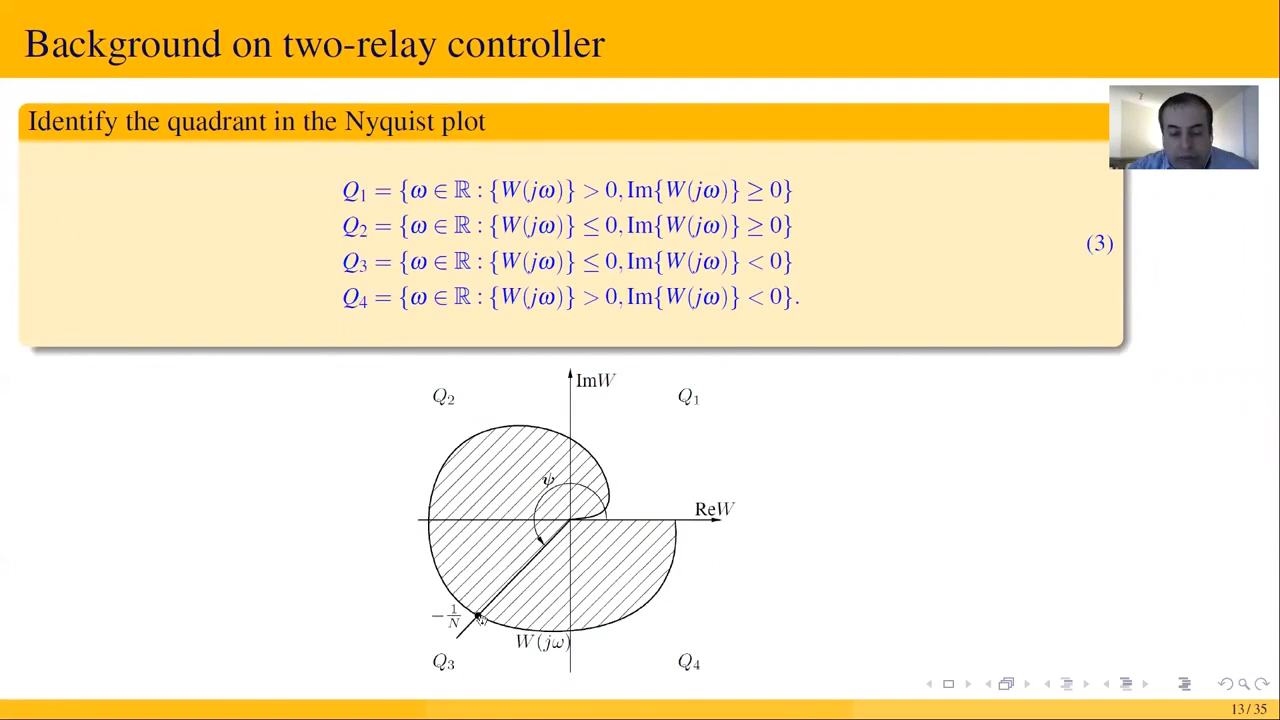 Background on two-relay controller
Identify the quadrant in the Nyquist plot
Q₁ = {ω ∈ ℝ : {W(jω)} > 0, Im{W(jω)} ≥ 0}
Q₂ = {ω ∈ ℝ : {W(jω)} ≤ 0, Im{W(jω)} ≥ 0}
(3)
Q₃ = {ω ∈ ℝ : {W(jω)} ≤ 0, Im{W(jω)} < 0}
Q₄ = {ω ∈ ℝ : {W(jω)} > 0, Im{W(jω)} < 0}.
ImW
Q₂
Q₁
ψ
ReW
−1/N
W(jω)
Q₃
Q₄
13 / 35